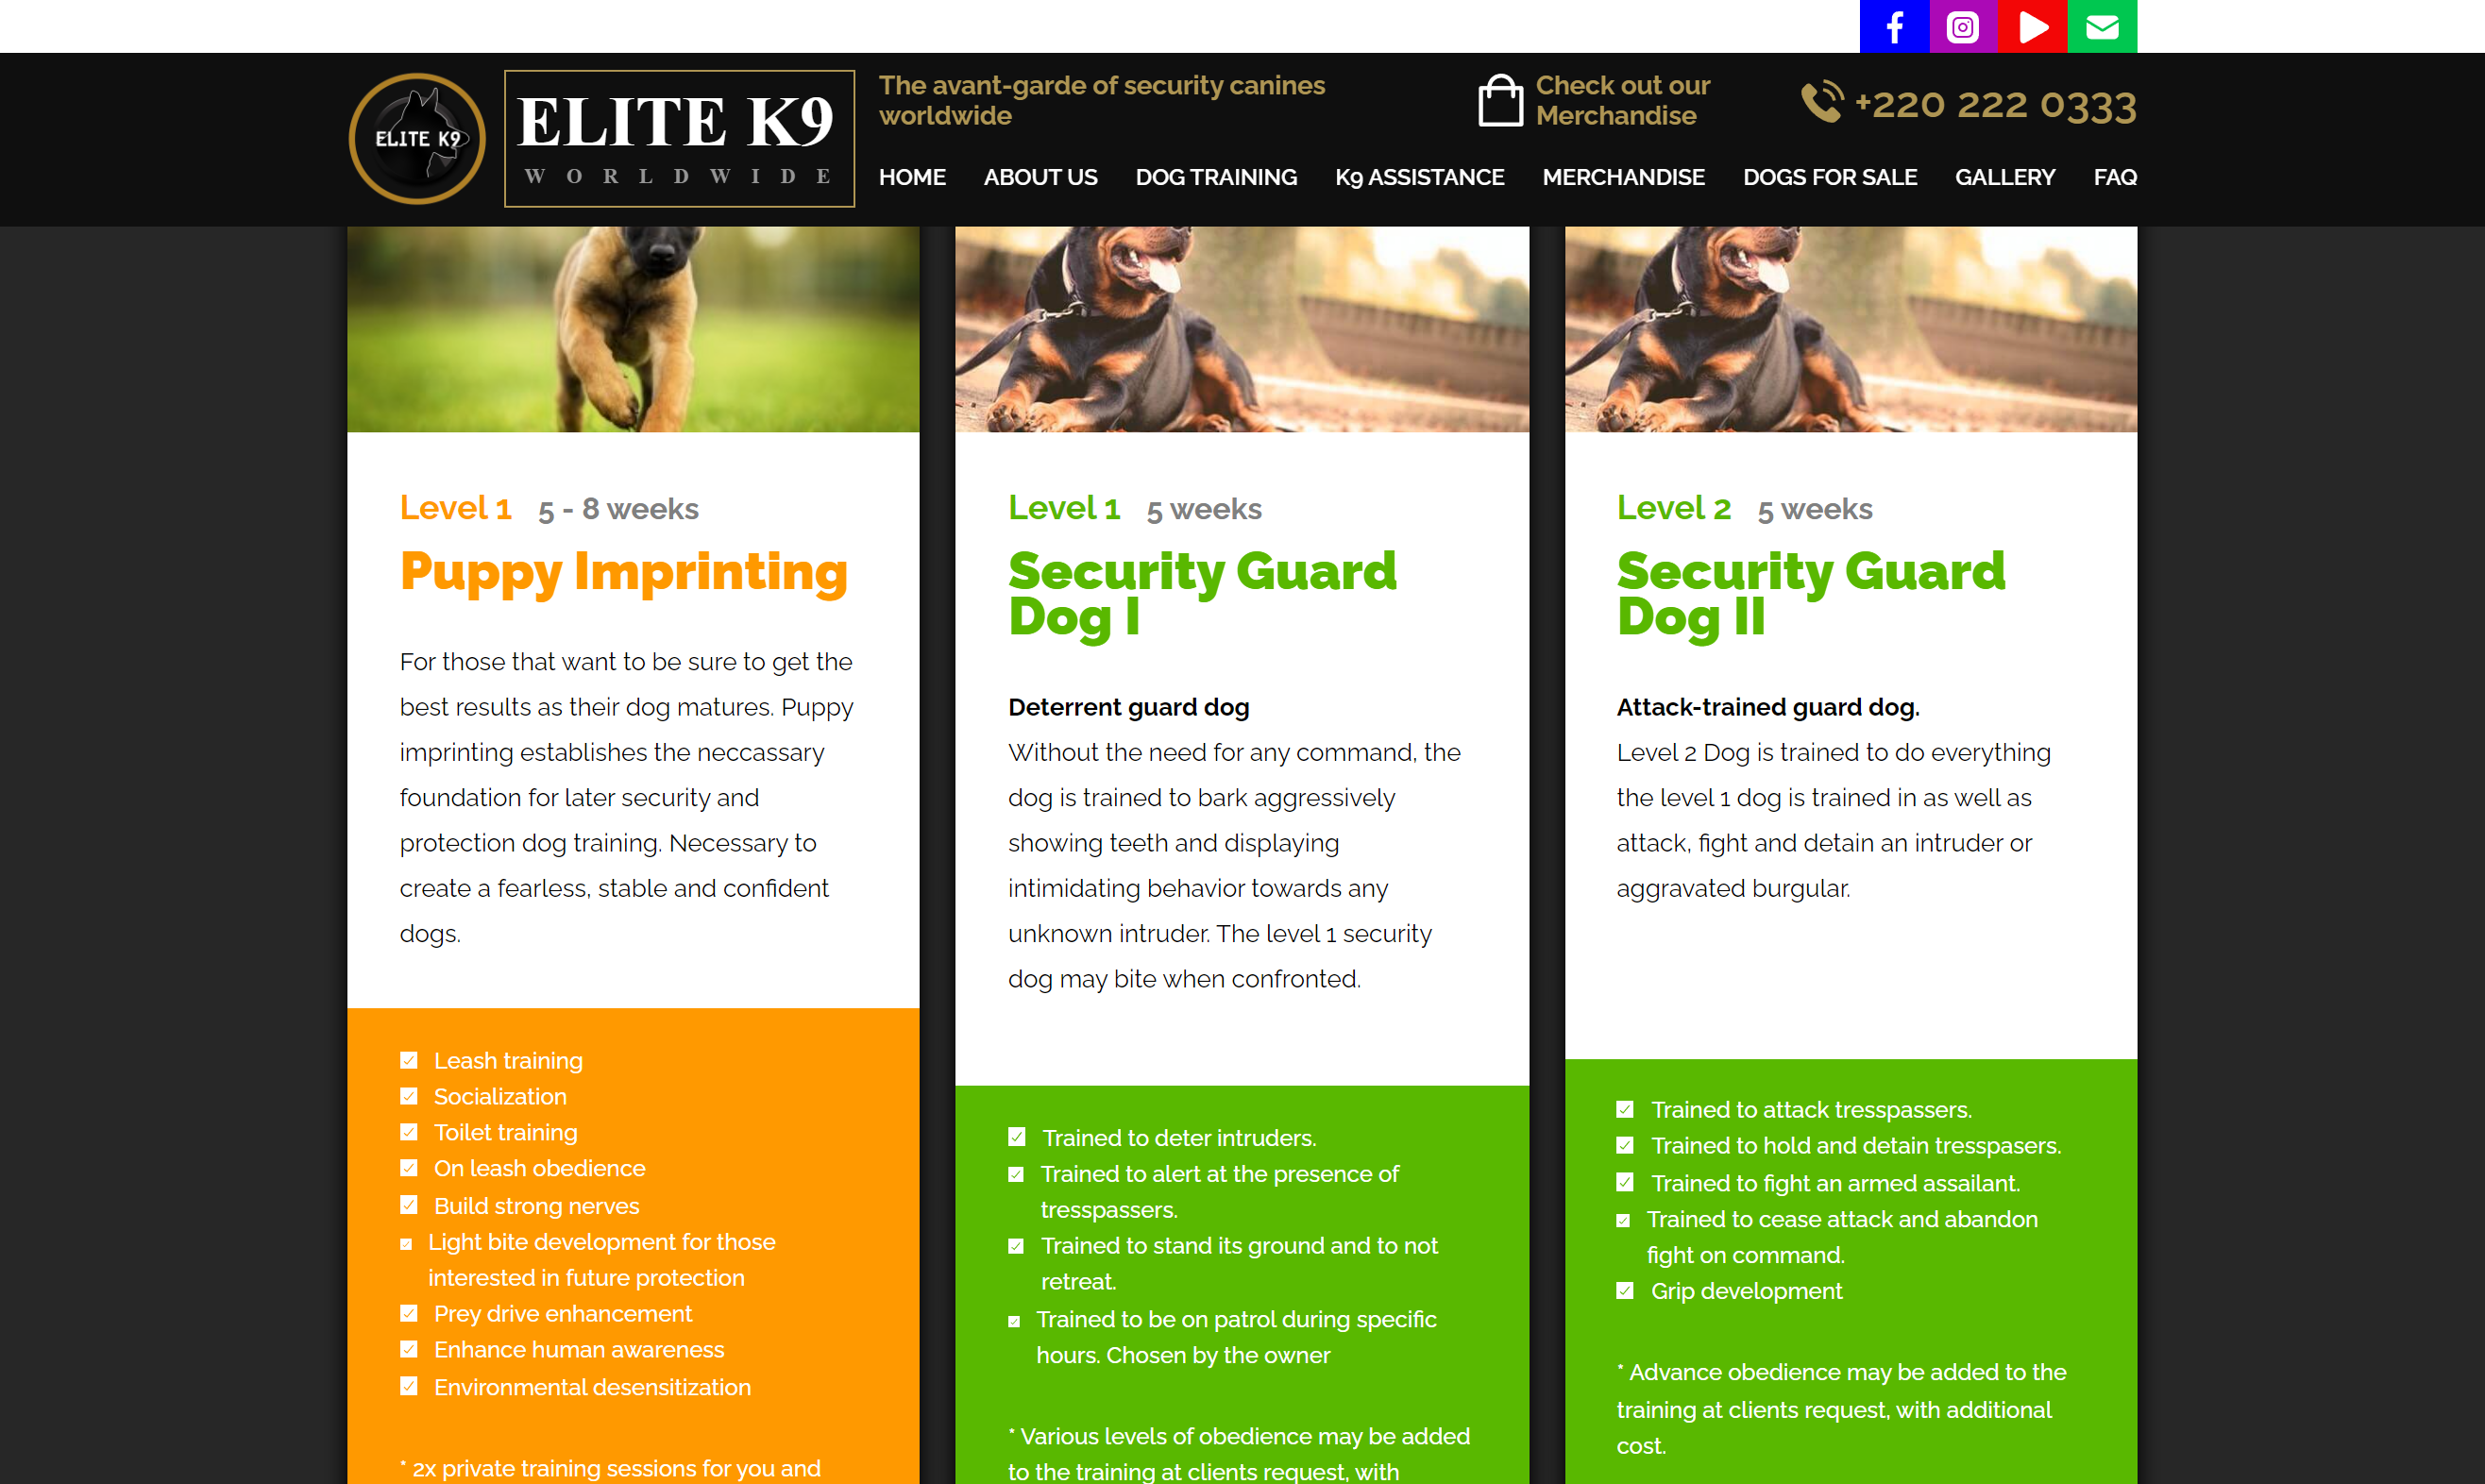 ELITE K9
ELITE K9
WORLDWIDE
The avant-garde of security canines
worldwide
Check out our
Merchandise
+220 222 0333
HOME
ABOUT US
DOG TRAINING
K9 ASSISTANCE
MERCHANDISE
DOGS FOR SALE
GALLERY
FAQ
Level 1 5 - 8 weeks
Puppy Imprinting
For those that want to be sure to get the
best results as their dog matures. Puppy
imprinting establishes the neccassary
foundation for later security and
protection dog training. Necessary to
create a fearless, stable and confident
dogs.
Leash training
Socialization
Toilet training
On leash obedience
Build strong nerves
Light bite development for those
interested in future protection
Prey drive enhancement
Enhance human awareness
Environmental desensitization
* 2x private training sessions for you and
Level 1 5 weeks
Security Guard
Dog I
Deterrent guard dog
Without the need for any command, the
dog is trained to bark aggressively
showing teeth and displaying
intimidating behavior towards any
unknown intruder. The level 1 security
dog may bite when confronted.
Trained to deter intruders.
Trained to alert at the presence of
tresspassers.
Trained to stand its ground and to not
retreat.
Trained to be on patrol during specific
hours. Chosen by the owner
* Various levels of obedience may be added
to the training at clients request, with
Level 2 5 weeks
Security Guard
Dog II
Attack-trained guard dog.
Level 2 Dog is trained to do everything
the level 1 dog is trained in as well as
attack, fight and detain an intruder or
aggravated burgular.
Trained to attack tresspassers.
Trained to hold and detain tresspasers.
Trained to fight an armed assailant.
Trained to cease attack and abandon
fight on command.
Grip development
* Advance obedience may be added to the
training at clients request, with additional
cost.